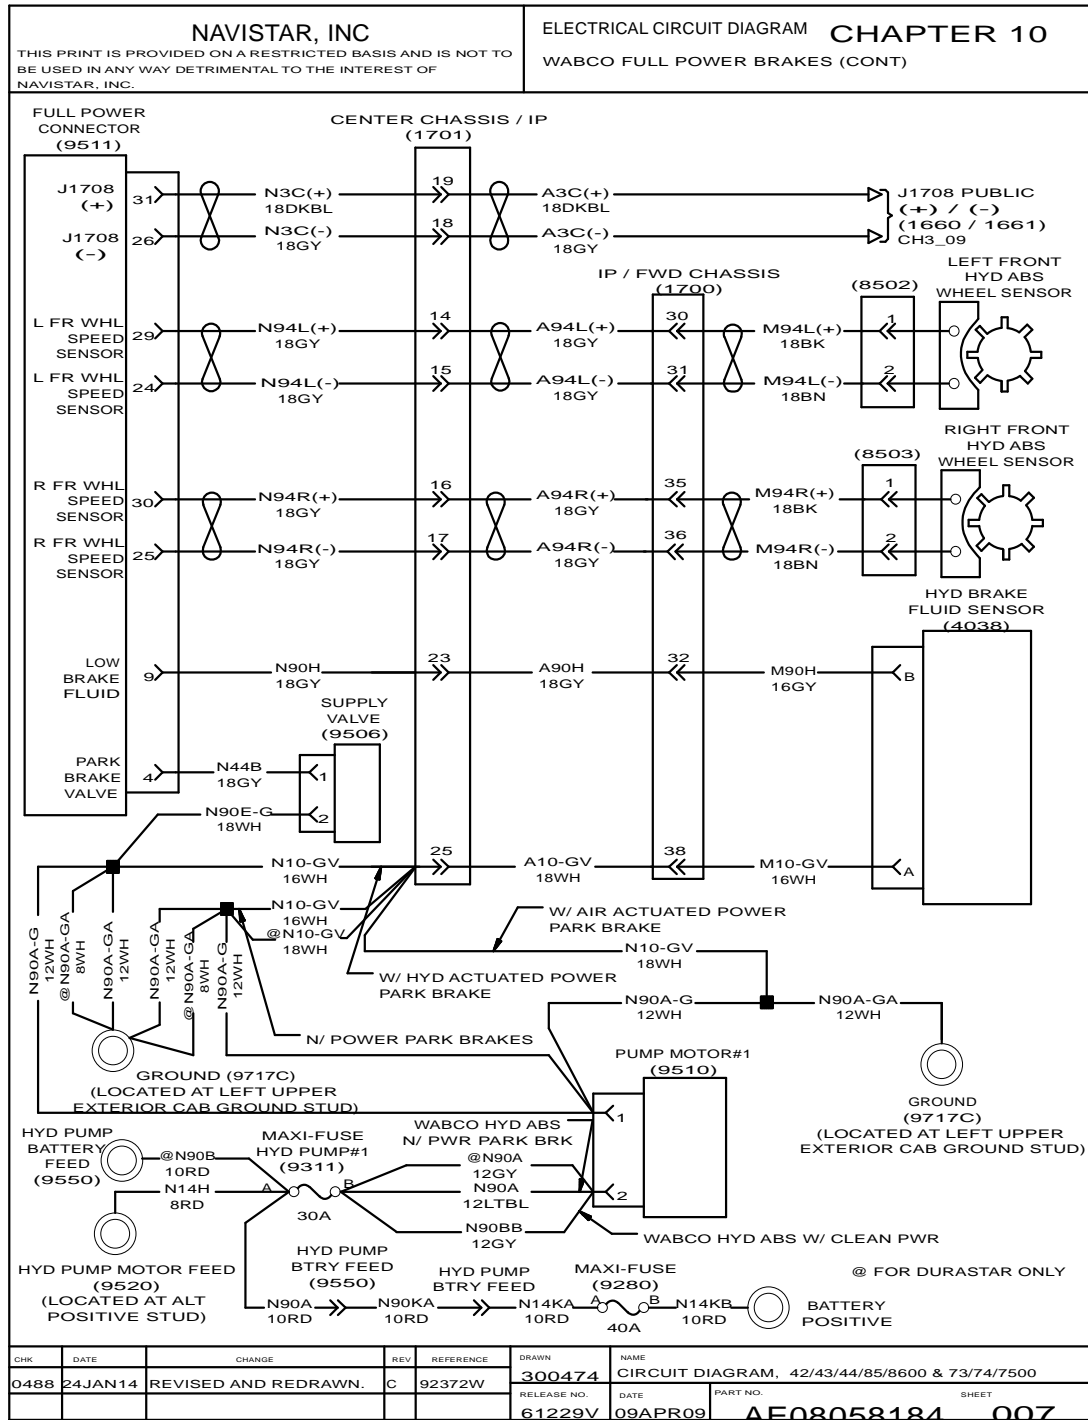 NAVISTAR, INC
THIS PRINT IS PROVIDED ON A RESTRICTED BASIS AND IS NOT TO
BE USED IN ANY WAY DETRIMENTAL TO THE INTEREST OF
NAVISTAR, INC.
ELECTRICAL CIRCUIT DIAGRAM CHAPTER 10
WABCO FULL POWER BRAKES (CONT)
FULL POWER
CONNECTOR
(9511)
CENTER CHASSIS / IP
(1701)
J1708
(+)
31
N3C(+)
18DKBL
19
A3C(+)
18DKBL
J1708 PUBLIC
(+) / (-)
(1660 / 1661)
CH3_09
J1708
(-)
26
N3C(-)
18GY
18
A3C(-)
18GY
IP / FWD CHASSIS
(1700)
(8502)
LEFT FRONT
HYD ABS
WHEEL SENSOR
L FR WHL
SPEED
SENSOR
29
N94L(+)
18GY
14
A94L(+)
18GY
30
M94L(+)
18BK
1
L FR WHL
SPEED
SENSOR
24
N94L(-)
18GY
15
A94L(-)
18GY
31
M94L(-)
18BN
2
RIGHT FRONT
HYD ABS
WHEEL SENSOR
(8503)
R FR WHL
SPEED
SENSOR
30
N94R(+)
18GY
16
A94R(+)
18GY
35
M94R(+)
18BK
1
R FR WHL
SPEED
SENSOR
25
N94R(-)
18GY
17
A94R(-)
18GY
36
M94R(-)
18BN
2
HYD BRAKE
FLUID SENSOR
(4038)
LOW
BRAKE
FLUID
9
N90H
18GY
23
A90H
18GY
32
M90H
16GY
B
SUPPLY
VALVE
(9506)
PARK
BRAKE
VALVE
4
N44B
18GY
1
N90E-G
18WH
2
N10-GV
16WH
25
A10-GV
18WH
38
M10-GV
16WH
A
N10-GV
16WH
@N10-GV
18WH
W/ AIR ACTUATED POWER
PARK BRAKE
N10-GV
18WH
N90A-G
12WH
@N90A-GA
8WH
N90A-GA
12WH
N90A-GA
12WH
@N90A-GA
8WH
N90A-G
12WH
W/ HYD ACTUATED POWER
PARK BRAKE
N90A-G
12WH
N90A-GA
12WH
N/ POWER PARK BRAKES
GROUND (9717C)
(LOCATED AT LEFT UPPER
EXTERIOR CAB GROUND STUD)
PUMP MOTOR#1
(9510)
1
2
GROUND
(9717C)
(LOCATED AT LEFT UPPER
EXTERIOR CAB GROUND STUD)
WABCO HYD ABS
N/ PWR PARK BRK
HYD PUMP
BATTERY
FEED
(9550)
@N90B
10RD
N14H
8RD
MAXI-FUSE
HYD PUMP#1
(9311)
A
B
30A
@N90A
12GY
N90A
12LTBL
N90BB
12GY
WABCO HYD ABS W/ CLEAN PWR
HYD PUMP MOTOR FEED
(9520)
(LOCATED AT ALT
POSITIVE STUD)
HYD PUMP
BTRY FEED
(9550)
HYD PUMP
BTRY FEED
MAXI-FUSE
(9280)
@ FOR DURASTAR ONLY
N90A
10RD
N90KA
10RD
N14KA
10RD
A
B
40A
N14KB
10RD
BATTERY
POSITIVE
CHK DATE CHANGE REV REFERENCE
0488 24JAN14 REVISED AND REDRAWN. C 92372W
DRAWN
300474
NAME
CIRCUIT DIAGRAM, 42/43/44/85/8600 & 73/74/7500
RELEASE NO.
61229V
DATE
09APR09
PART NO.
AE08058184
SHEET
007